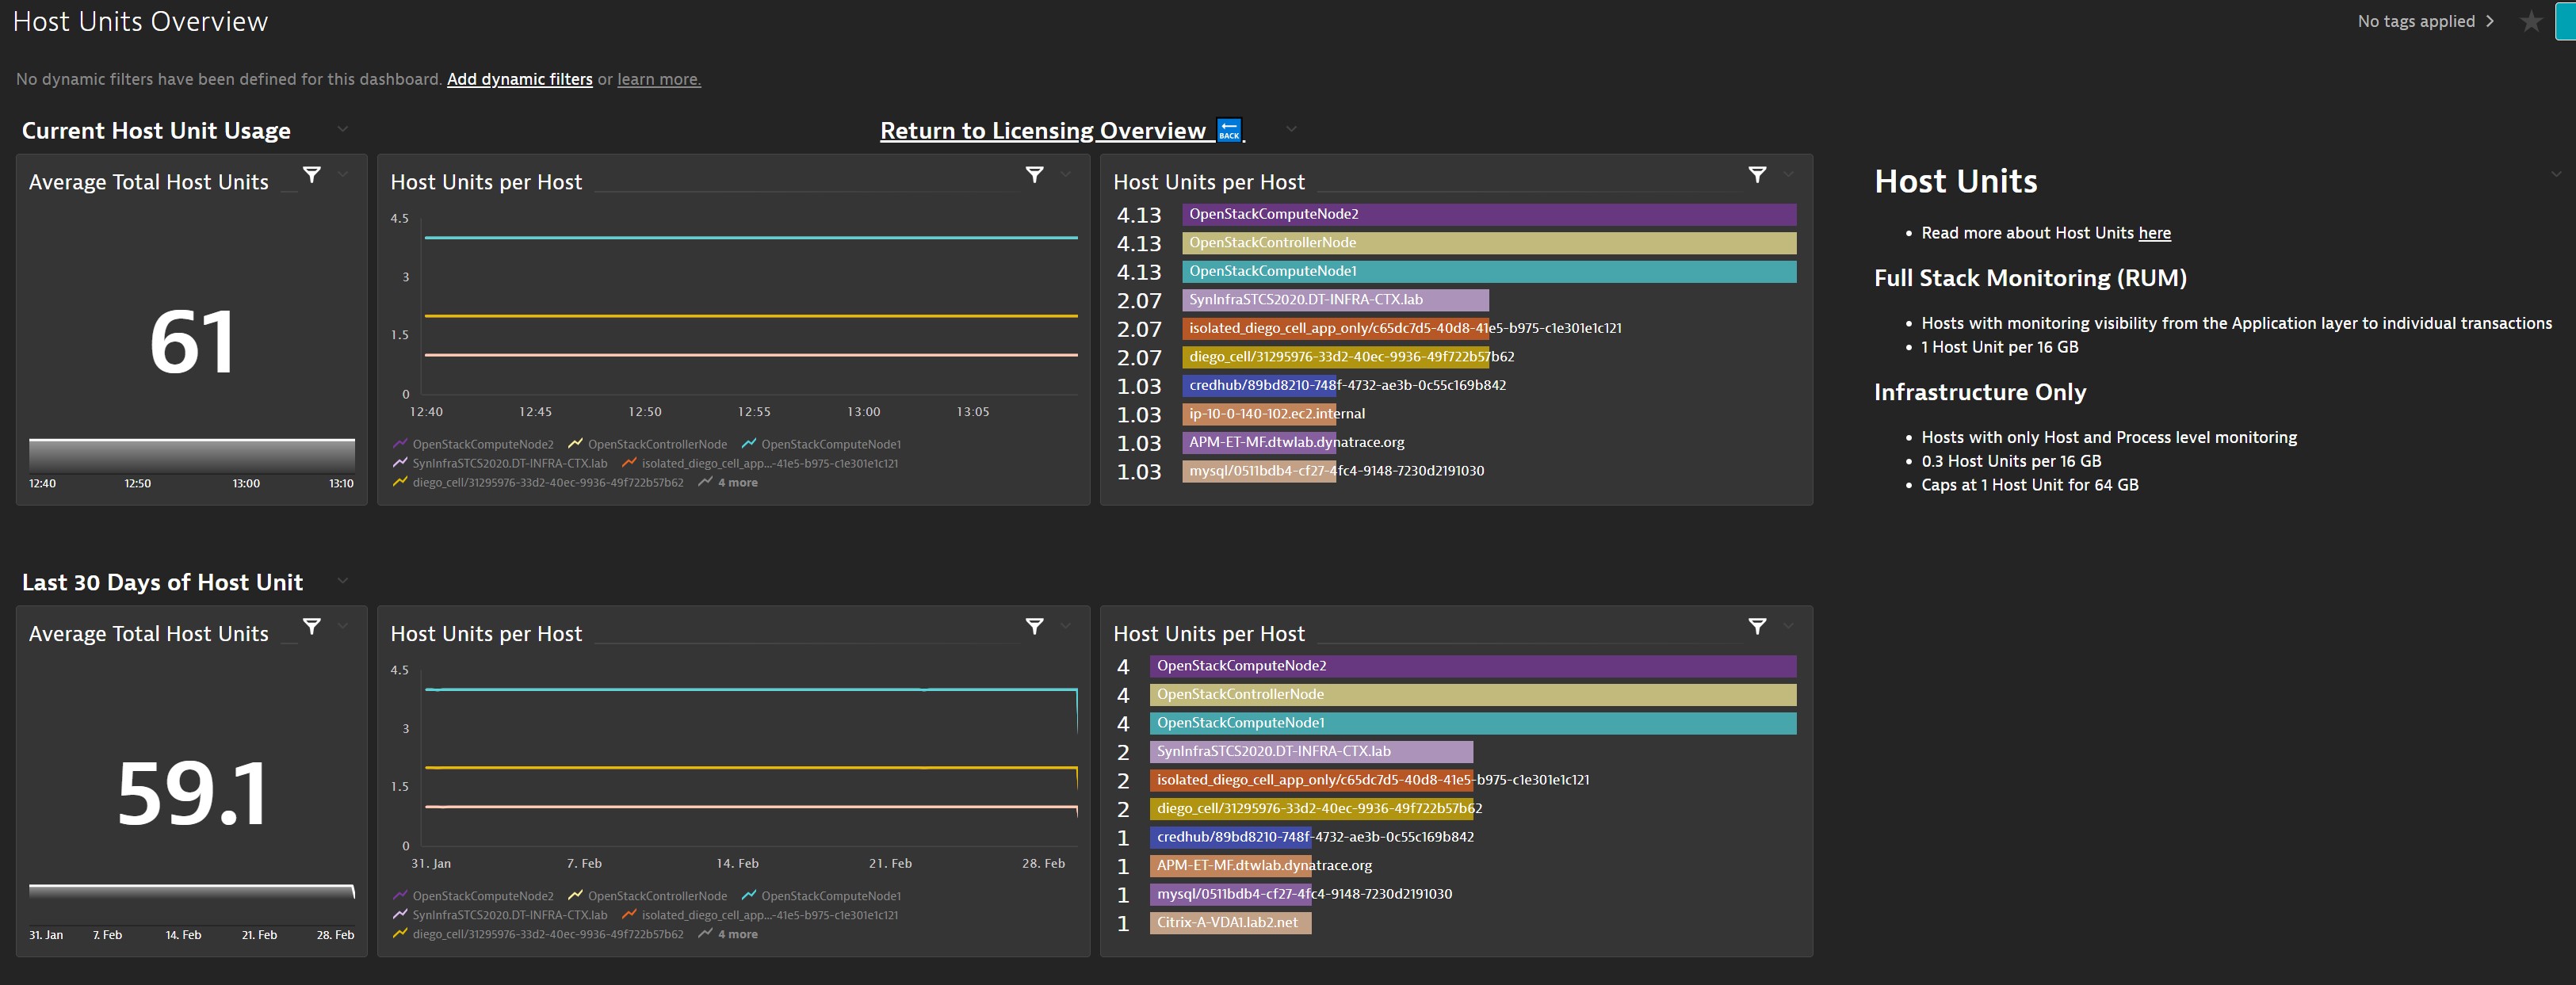 Host Units Overview
No tags applied
No dynamic filters have been defined for this dashboard. Add dynamic filters or learn more.
Current Host Unit Usage
Return to Licensing Overview BACK .
Average Total Host Units
61
12:40 12:50 13:00 13:10
Host Units per Host
4.5
3
1.5
0
12:40 12:45 12:50 12:55 13:00 13:05
OpenStackComputeNode2 OpenStackControllerNode OpenStackComputeNode1
SynInfraSTCS2020.DT-INFRA-CTX.lab isolated_diego_cell_app...-41e5-b975-c1e301e1c121
diego_cell/31295976-33d2-40ec-9936-49f722b57b62 4 more
Host Units per Host
4.13 OpenStackComputeNode2
4.13 OpenStackControllerNode
4.13 OpenStackComputeNode1
2.07 SynInfraSTCS2020.DT-INFRA-CTX.lab
2.07 isolated_diego_cell_app_only/c65dc7d5-40d8-41e5-b975-c1e301e1c121
2.07 diego_cell/31295976-33d2-40ec-9936-49f722b57b62
1.03 credhub/89bd8210-748f-4732-ae3b-0c55c169b842
1.03 ip-10-0-140-102.ec2.internal
1.03 APM-ET-MF.dtwlab.dynatrace.org
1.03 mysql/0511bdb4-cf27-4fc4-9148-7230d2191030
Host Units
• Read more about Host Units here
Full Stack Monitoring (RUM)
• Hosts with monitoring visibility from the Application layer to individual transactions
• 1 Host Unit per 16 GB
Infrastructure Only
• Hosts with only Host and Process level monitoring
• 0.3 Host Units per 16 GB
• Caps at 1 Host Unit for 64 GB
Last 30 Days of Host Unit
Average Total Host Units
59.1
31. Jan 7. Feb 14. Feb 21. Feb 28. Feb
Host Units per Host
4.5
3
1.5
0
31. Jan 7. Feb 14. Feb 21. Feb 28. Feb
OpenStackComputeNode2 OpenStackControllerNode OpenStackComputeNode1
SynInfraSTCS2020.DT-INFRA-CTX.lab isolated_diego_cell_app...-41e5-b975-c1e301e1c121
diego_cell/31295976-33d2-40ec-9936-49f722b57b62 4 more
Host Units per Host
4 OpenStackComputeNode2
4 OpenStackControllerNode
4 OpenStackComputeNode1
2 SynInfraSTCS2020.DT-INFRA-CTX.lab
2 isolated_diego_cell_app_only/c65dc7d5-40d8-41e5-b975-c1e301e1c121
2 diego_cell/31295976-33d2-40ec-9936-49f722b57b62
1 credhub/89bd8210-748f-4732-ae3b-0c55c169b842
1 APM-ET-MF.dtwlab.dynatrace.org
1 mysql/0511bdb4-cf27-4fc4-9148-7230d2191030
1 Citrix-A-VDA1.lab2.net